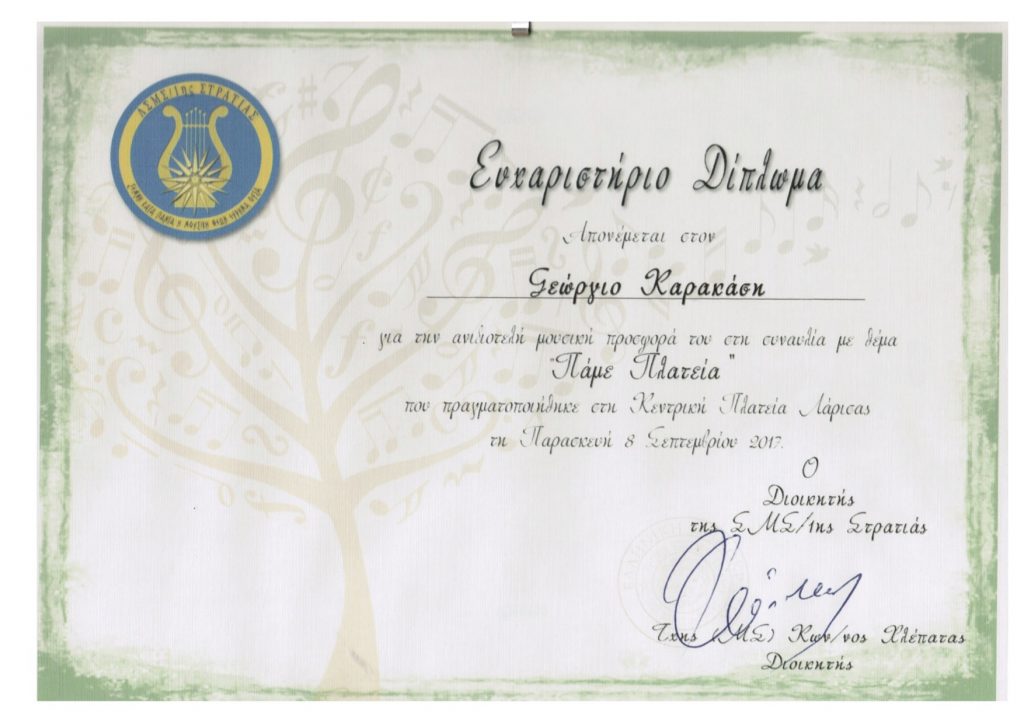 ΣΤΡΑΤΙΑΣ
Ευχαριστήριο Δίπλωμα
Απονέμεται στον
Γεώργιο Καρακάση
για την ανιδιοτελή μουσική προσφορά του στη συναυλία με θέμα
"Πάμε Πλατεία"
που πραγματοποιήθηκε στη Κεντρική Πλατεία Λάρισας
τη Παρασκευή 8 Σεπτεμβρίου 2017.
Ο
Διοικητής
της ΣΜΣ/1ης Στρατιάς
Τχης (ΜΣ) Κων/νος Χλέπατας
Διοικητής